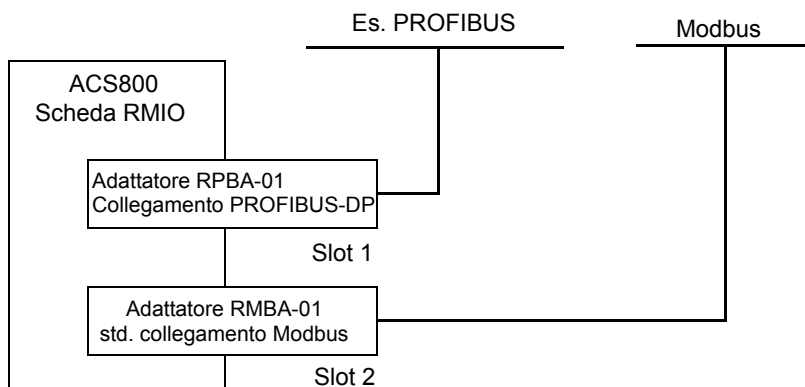 Es. PROFIBUS
Modbus
ACS800
Scheda RMIO
Adattatore RPBA-01
Collegamento PROFIBUS-DP
Slot 1
Adattatore RMBA-01
std. collegamento Modbus
Slot 2